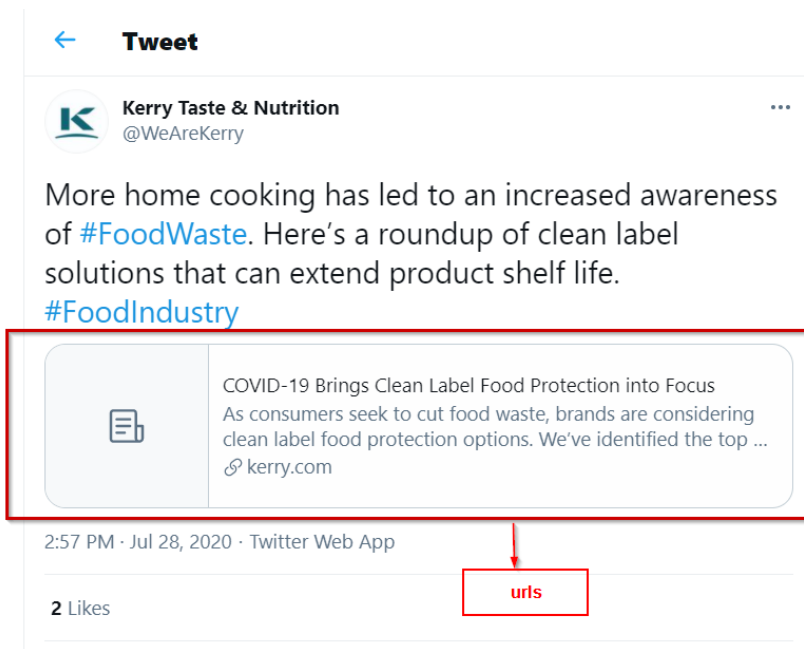 Tweet
Kerry Taste & Nutrition
@WeAreKerry
More home cooking has led to an increased awareness
of #FoodWaste. Here's a roundup of clean label
solutions that can extend product shelf life.
#FoodIndustry
COVID-19 Brings Clean Label Food Protection into Focus
As consumers seek to cut food waste, brands are considering
clean label food protection options. We've identified the top ...
kerry.com
2:57 PM · Jul 28, 2020 · Twitter Web App
urls
2 Likes